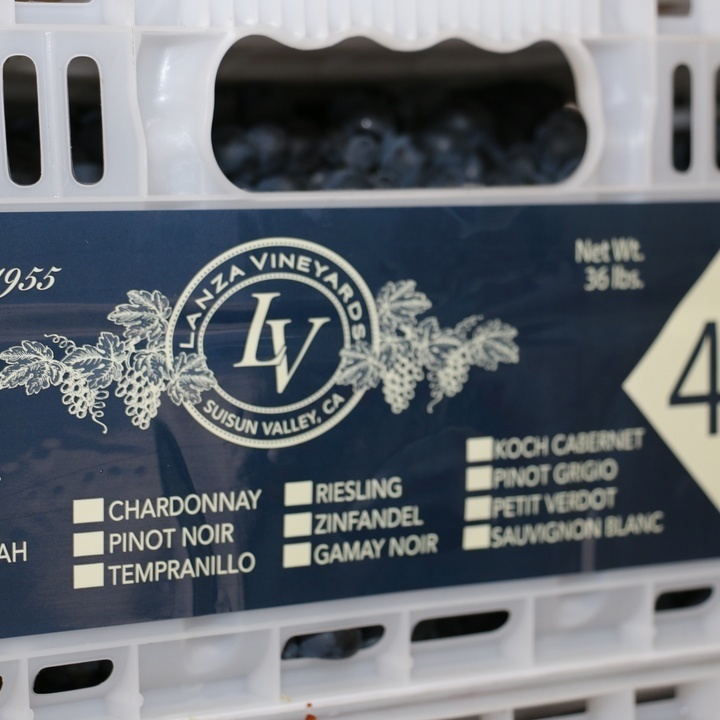 1955
LANZA VINEYARDS
LV
SUISUN VALLEY, CA
Net Wt.
36 lbs.
4
AH
CHARDONNAY
PINOT NOIR
TEMPRANILLO
RIESLING
ZINFANDEL
GAMAY NOIR
KOCH CABERNET
PINOT GRIGIO
PETIT VERDOT
SAUVIGNON BLANC